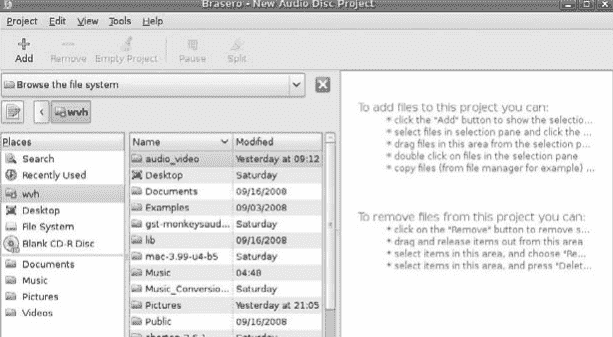 Brasero - New Audio Disc Project
Project Edit View Tools Help
Add Remove Empty Project Pause Split
Browse the file system
wvh
Places
Search
Recently Used
wvh
Desktop
File System
Blank CD-R Disc
Documents
Music
Pictures
Videos
Name Modified
audio_video Yesterday at 09:12
Desktop Saturday
Documents 09/16/2008
Examples 09/03/2008
gst-monkeysaud... Saturday
lib 09/16/2008
mac-3.99-u4-b5 Saturday
Music 04:48
Music_Conversio... Saturday
Pictures Yesterday at 21:05
Public 09/16/2008
Saturday
To add files to this project you can:
* click the "Add" button to show the selectio...
* select files in selection pane and click the ...
* drag files in this area from the selection p...
* double click on files in the selection pane
* copy files (from file manager for example) ...
To remove files from this project you can:
* click on the "Remove" button to remove s...
* drag and release items out from this area
* select items in this area, and choose "Re...
* select items in this area, and press "Delet...